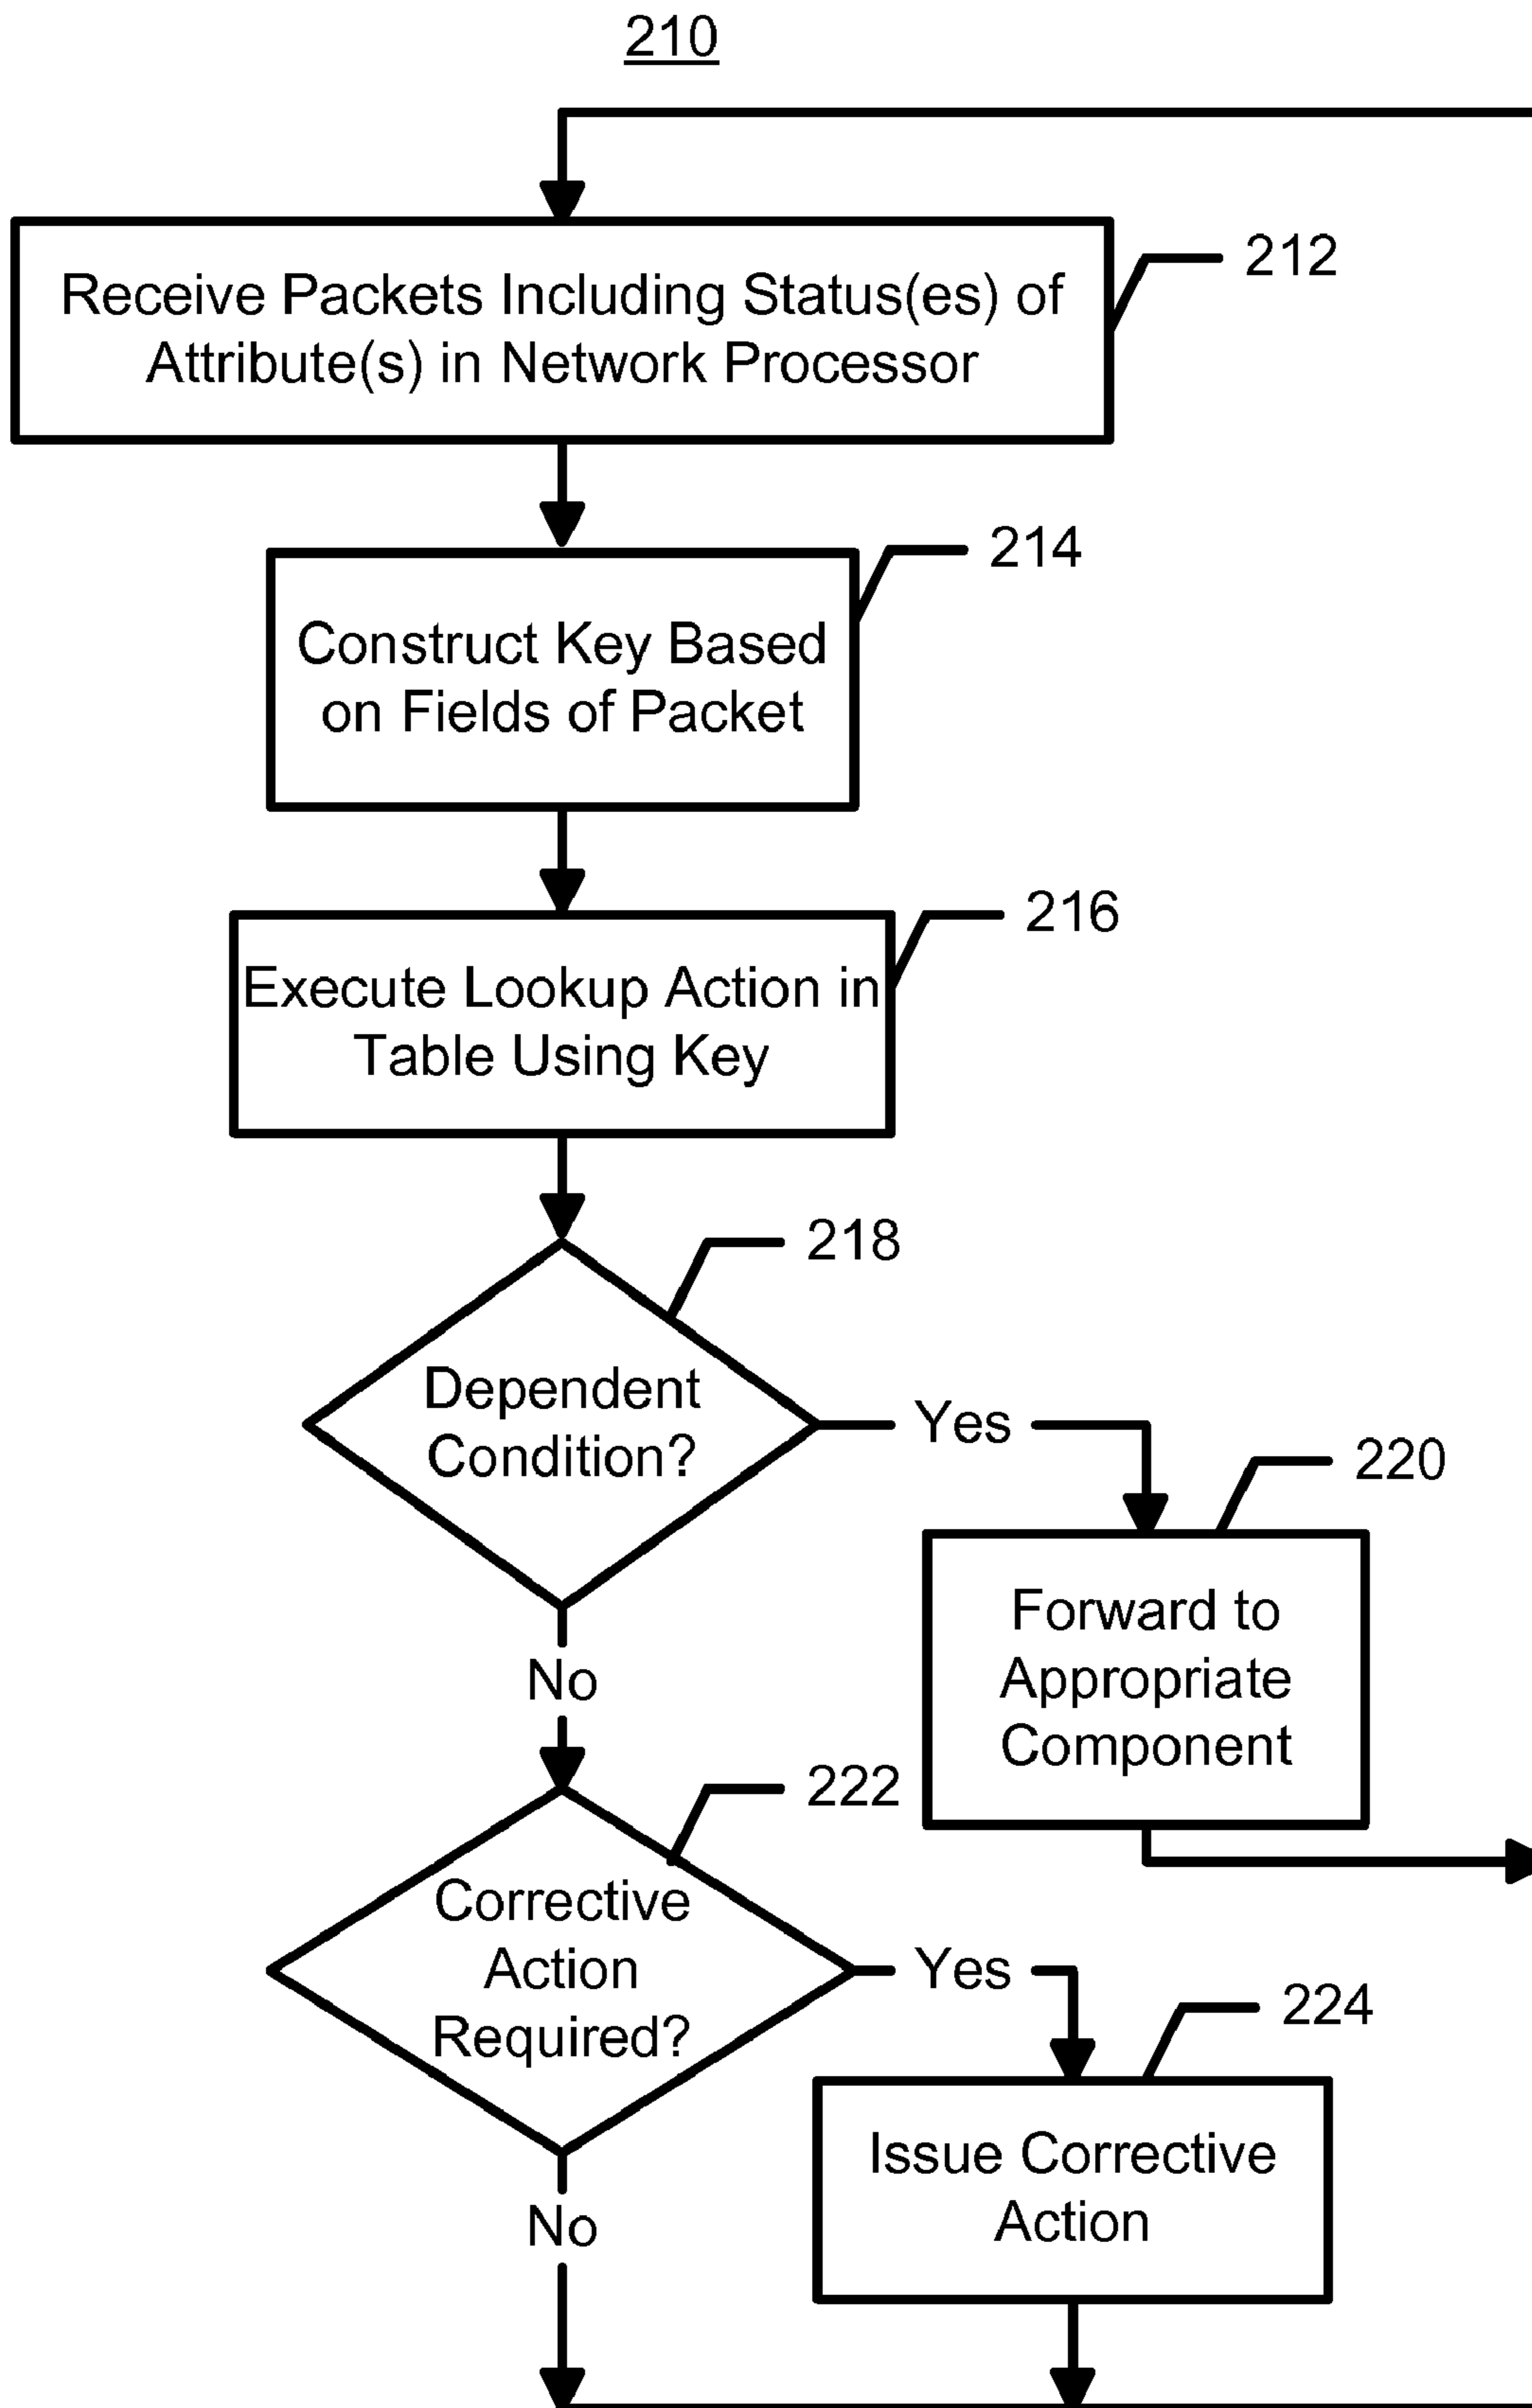 210
Receive Packets Including Status(es) of
Attribute(s) in Network Processor
212
Construct Key Based
on Fields of Packet
214
Execute Lookup Action in
Table Using Key
216
218
Dependent
Condition?
Yes
220
Forward to
Appropriate
Component
No
222
Corrective
Action
Required?
Yes
224
Issue Corrective
Action
No